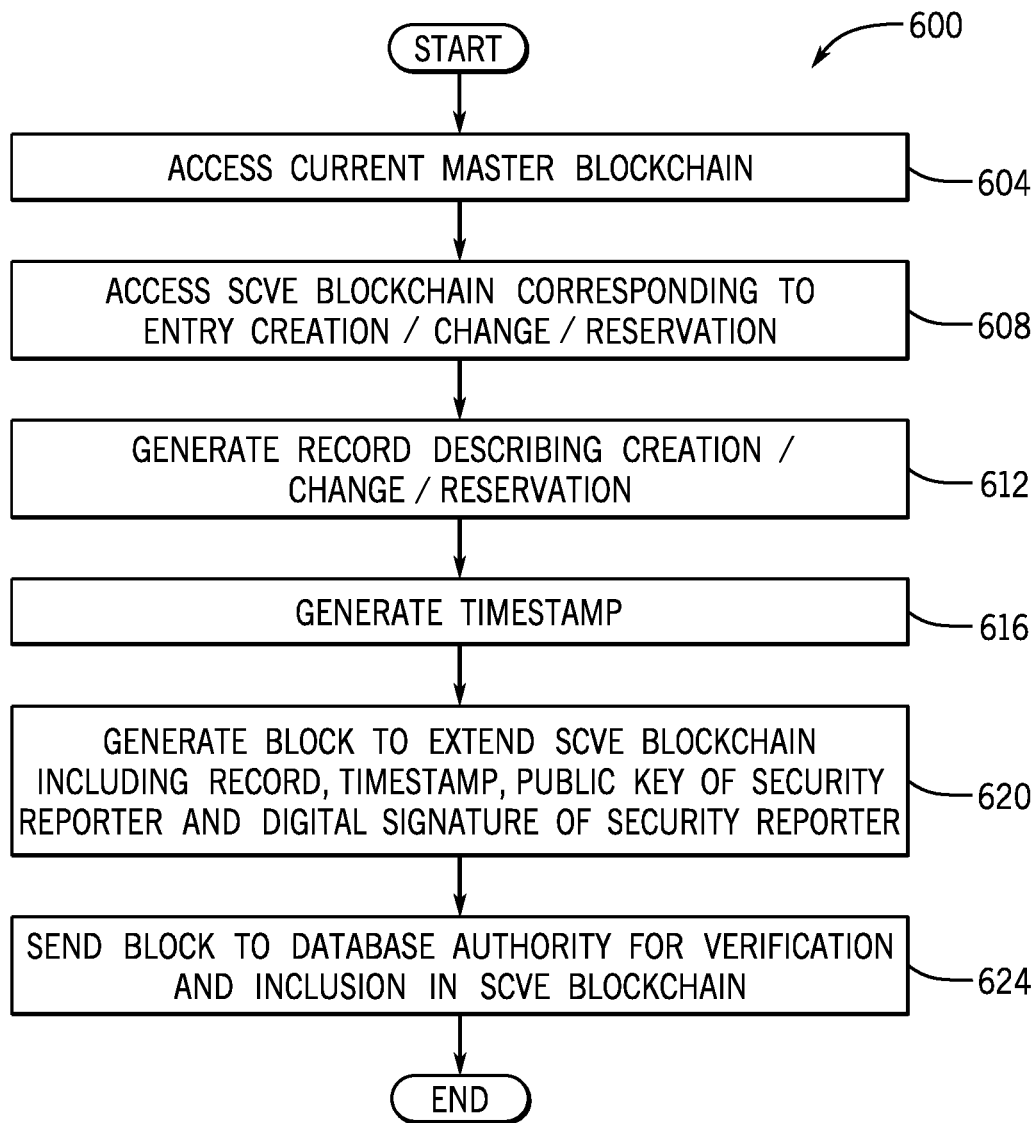 START
600
ACCESS CURRENT MASTER BLOCKCHAIN
604
ACCESS SCVE BLOCKCHAIN CORRESPONDING TO
ENTRY CREATION / CHANGE / RESERVATION
608
GENERATE RECORD DESCRIBING CREATION /
CHANGE / RESERVATION
612
GENERATE TIMESTAMP
616
GENERATE BLOCK TO EXTEND SCVE BLOCKCHAIN
INCLUDING RECORD, TIMESTAMP, PUBLIC KEY OF SECURITY
REPORTER AND DIGITAL SIGNATURE OF SECURITY REPORTER
620
SEND BLOCK TO DATABASE AUTHORITY FOR VERIFICATION
AND INCLUSION IN SCVE BLOCKCHAIN
624
END